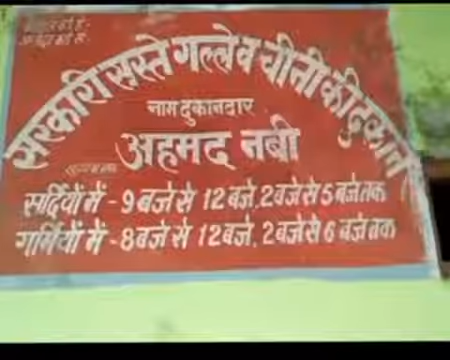 सरकारी सस्ते गल्ले व चीनी की दुकान
नाम दुकानदार
अहमद नबी
सर्दियों में - 9 बजे से 12 बजे, 2 बजे से 5 बजे तक
गर्मियों में - 8 बजे से 12 बजे, 2 बजे से 6 बजे तक